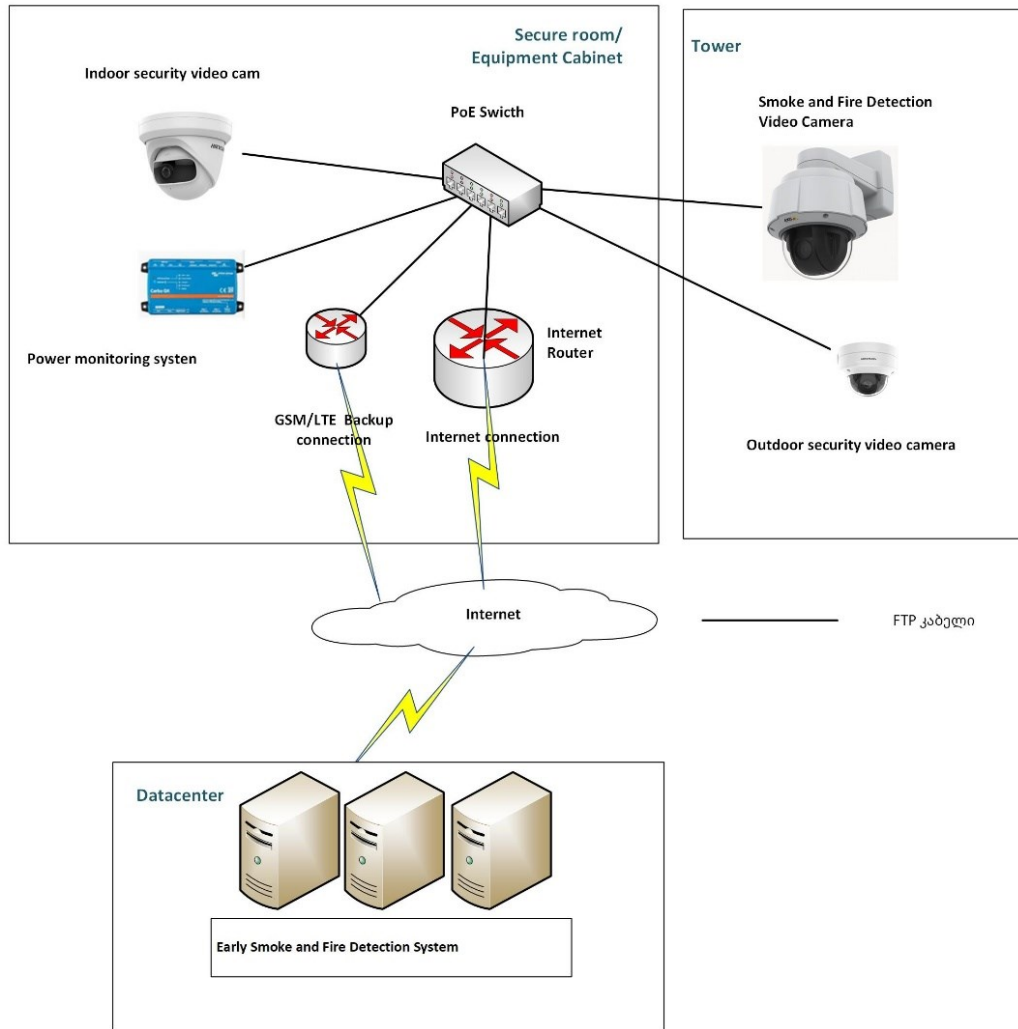 Secure room/
Equipment Cabinet
Indoor security video cam
PoE Swicth
HIKVISION
Power monitoring systen
GSM/LTE Backup
connection
Internet
Router
Internet connection
Tower
Smoke and Fire Detection
Video Camera
Outdoor security video camera
Internet
FTP კაბელი
Datacenter
Early Smoke and Fire Detection System